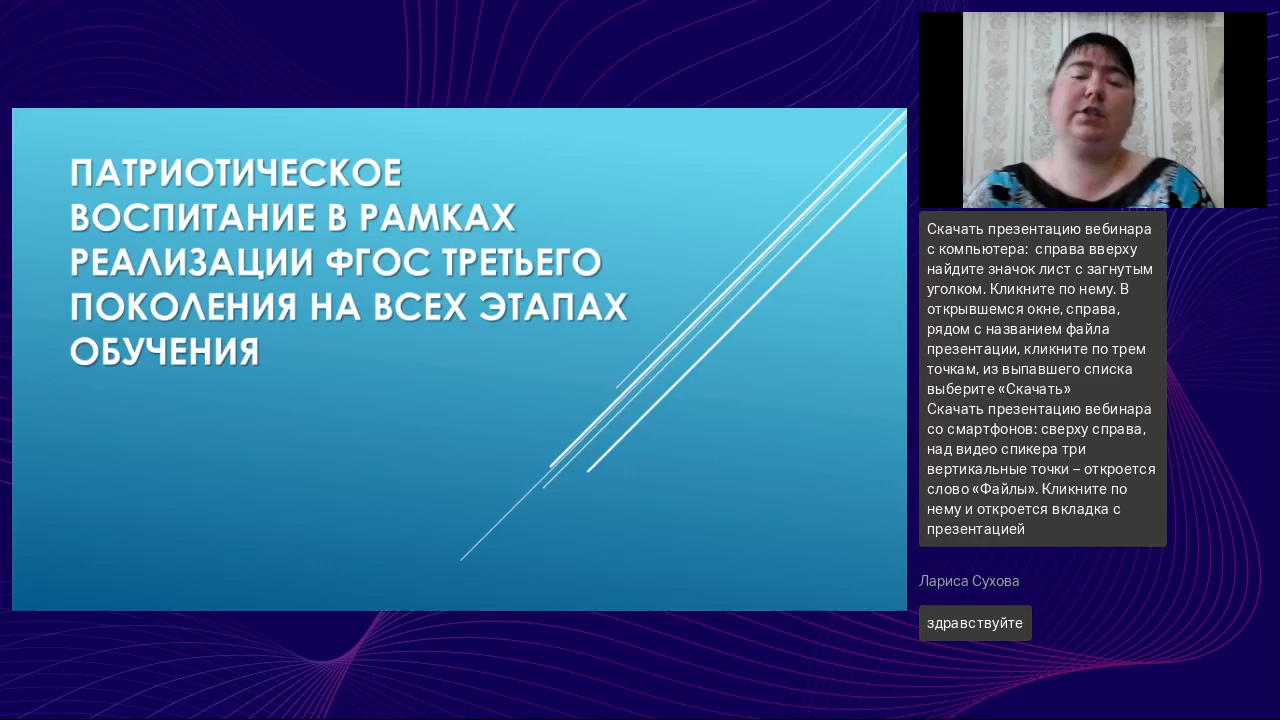 ПАТРИОТИЧЕСКОЕ
ВОСПИТАНИЕ В РАМКАХ
РЕАЛИЗАЦИИ ФГОС ТРЕТЬЕГО
ПОКОЛЕНИЯ НА ВСЕХ ЭТАПАХ
ОБУЧЕНИЯ
Скачать презентацию вебинара
с компьютера: справа вверху
найдите значок лист с загнутым
уголком. Кликните по нему. В
открывшемся окне, справа,
рядом с названием файла
презентации, кликните по трем
точкам, из выпавшего списка
выберите «Скачать»
Скачать презентацию вебинара
со смартфонов: сверху справа,
над видео спикера три
вертикальные точки – откроется
слово «Файлы». Кликните по
нему и откроется вкладка с
презентацией
Лариса Сухова
здравствуйте